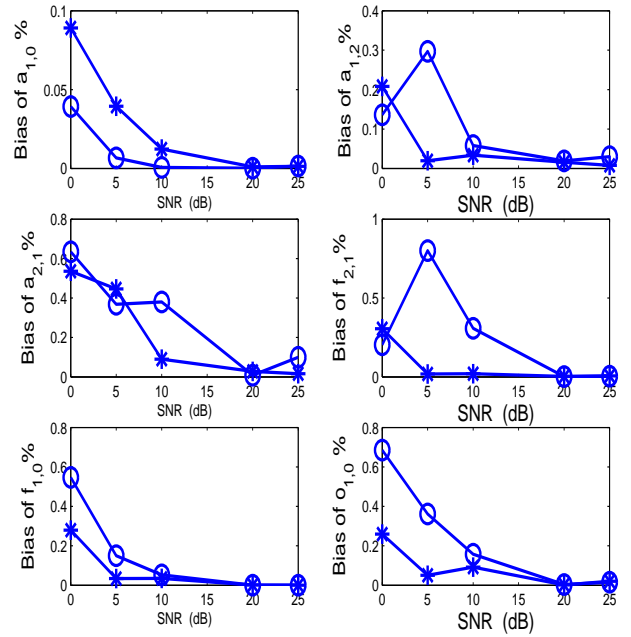 Bias of a1,0 %
0.1
0.05
0
0 5 10 15 20 25
SNR (dB)
Bias of a1,2 %
0.4
0.3
0.2
0.1
0
0 5 10 15 20 25
SNR (dB)
Bias of a2,1 %
0.8
0.6
0.4
0.2
0
0 5 10 15 20 25
SNR (dB)
Bias of f2,1 %
1
0.5
0
0 5 10 15 20 25
SNR (dB)
Bias of f1,0 %
0.8
0.6
0.4
0.2
0
0 5 10 15 20 25
SNR (dB)
Bias of o1,0 %
0.8
0.6
0.4
0.2
0
0 5 10 15 20 25
SNR (dB)